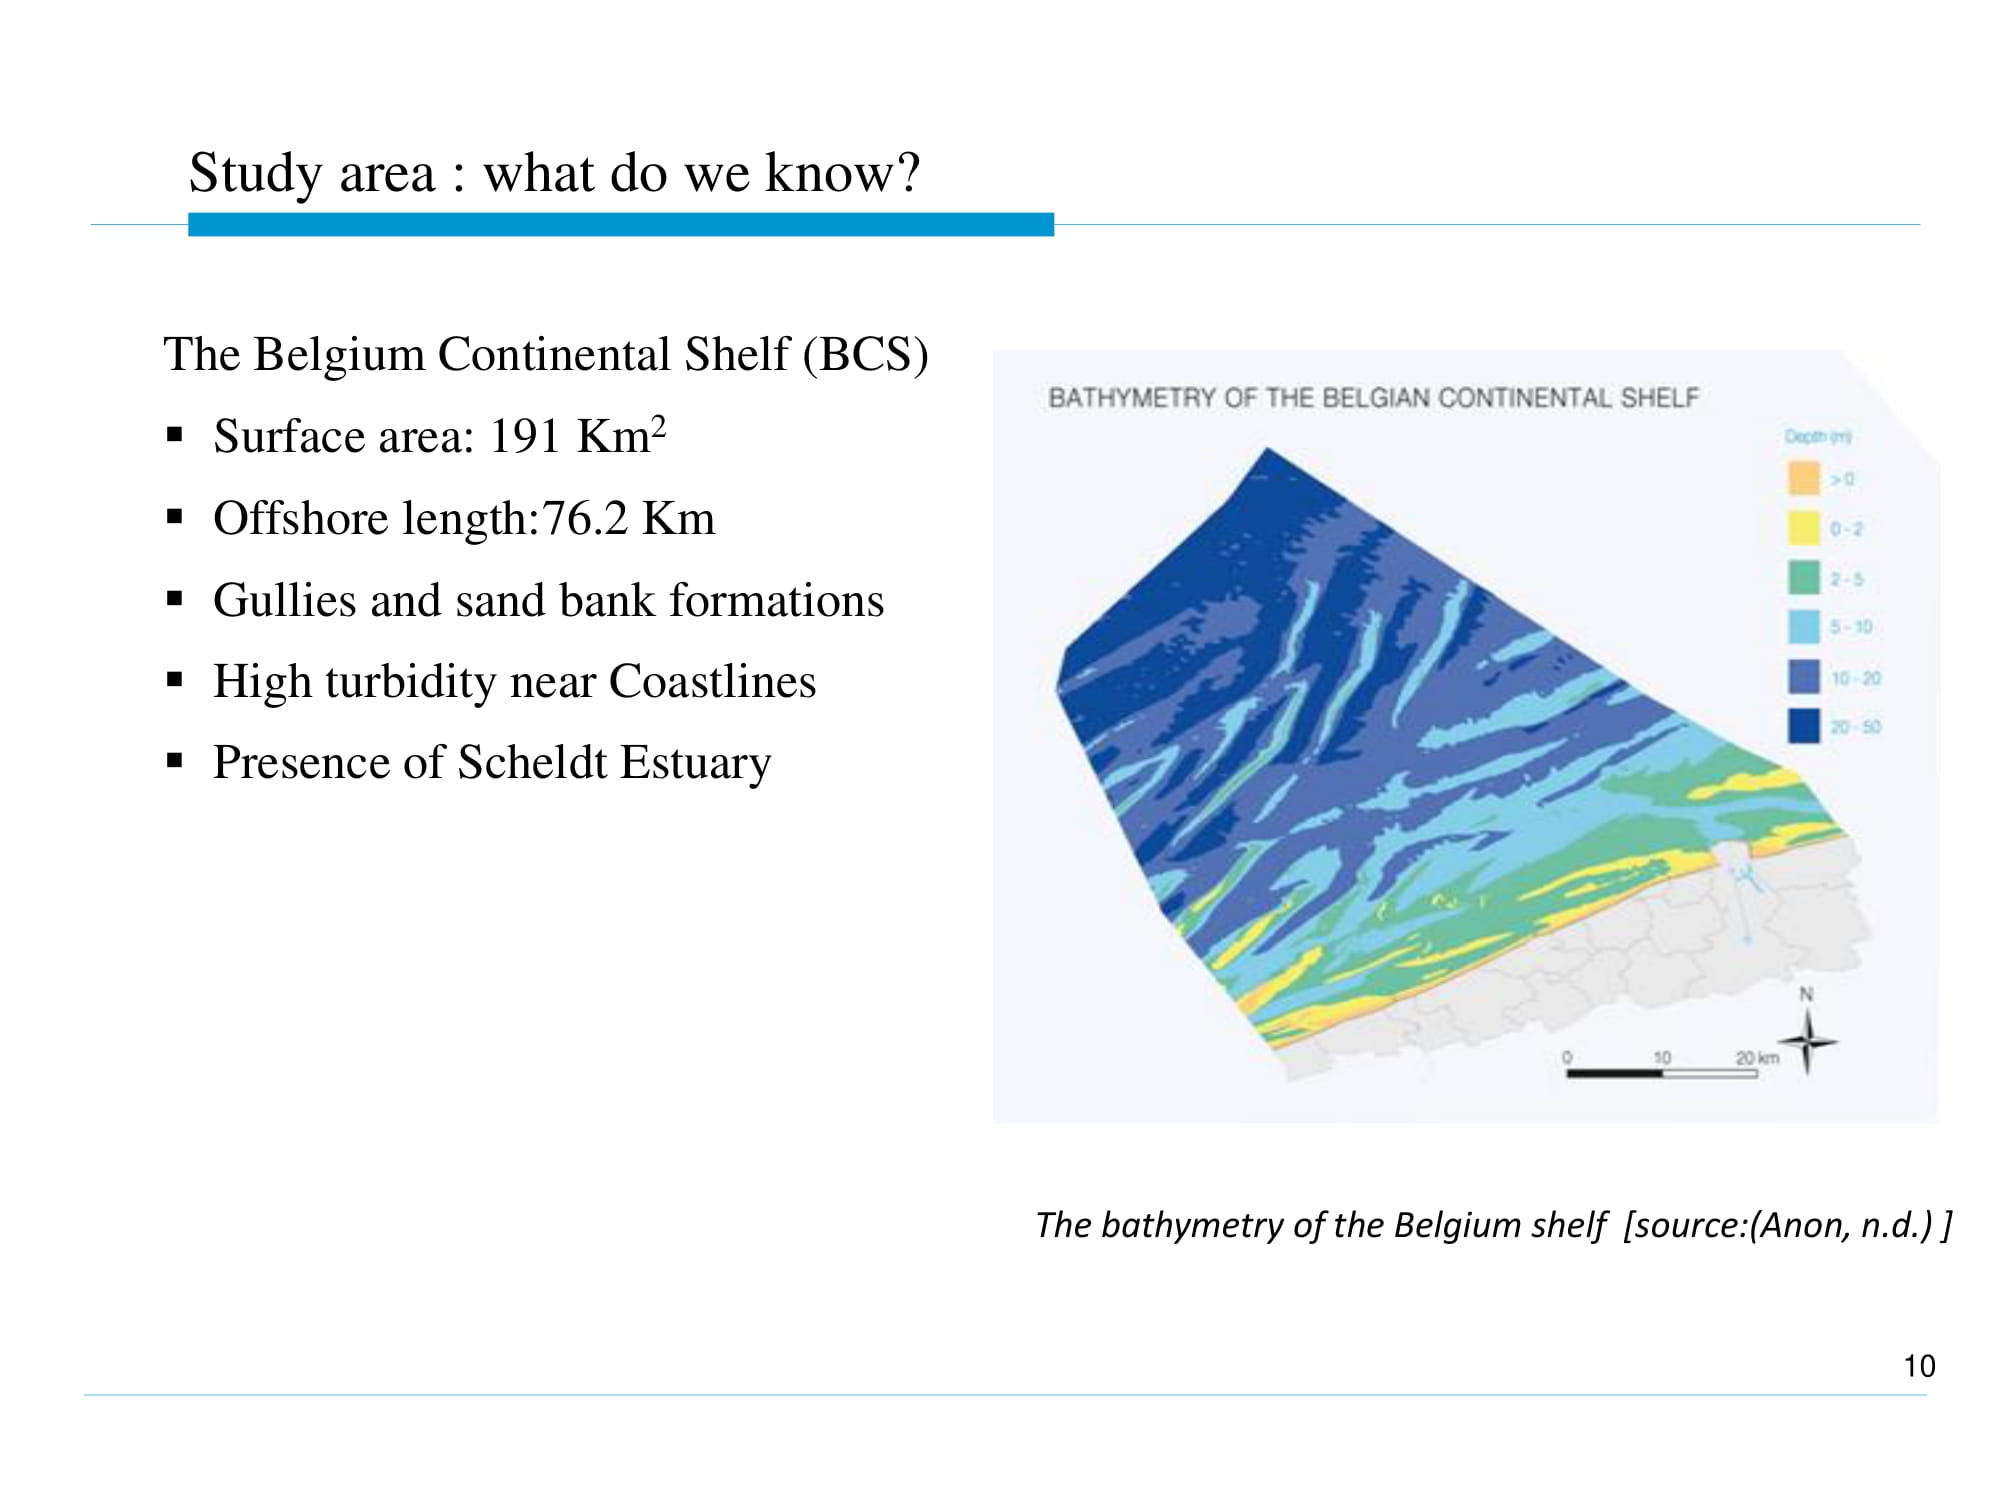 Study area : what do we know?
The Belgium Continental Shelf (BCS)
▪ Surface area: 191 Km²
▪ Offshore length:76.2 Km
▪ Gullies and sand bank formations
▪ High turbidity near Coastlines
▪ Presence of Scheldt Estuary
BATHYMETRY OF THE BELGIAN CONTINENTAL SHELF
Depth (m)
> 0
0 - 2
2 - 5
5 - 10
10 - 20
20 - 50
N
0 10 20 km
The bathymetry of the Belgium shelf [source:(Anon, n.d.) ]
10